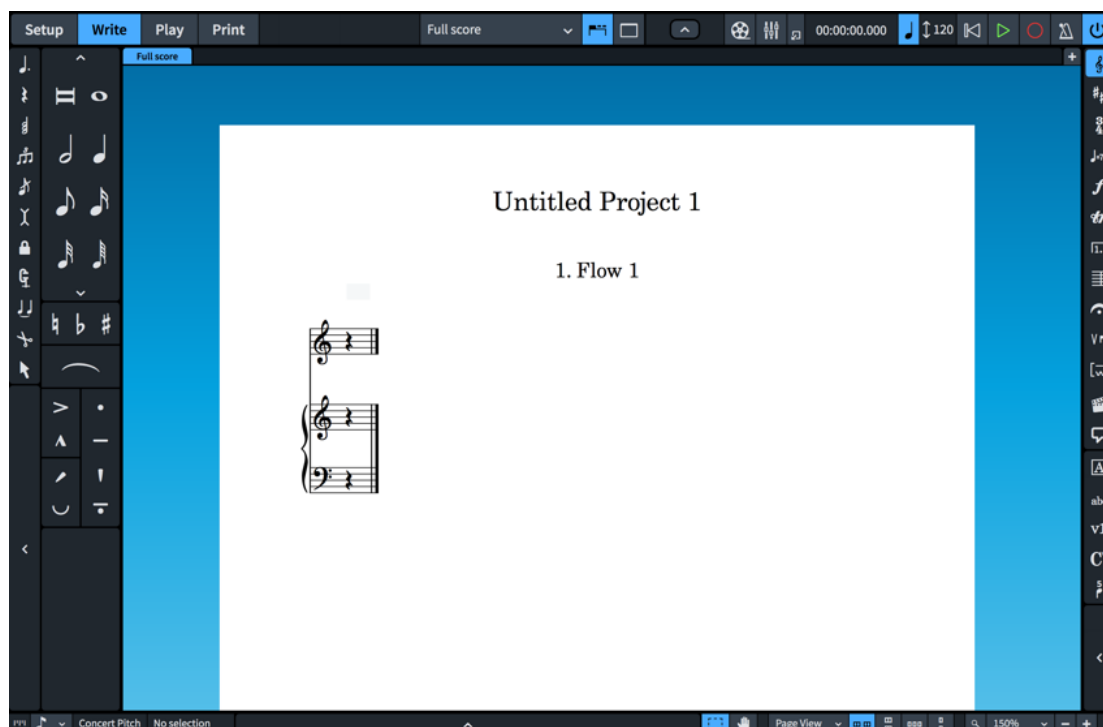 Setup Write Play Print Full score 00:00:00.000 120
Full score
Untitled Project 1
1. Flow 1
Concert Pitch No selection Page View 150%